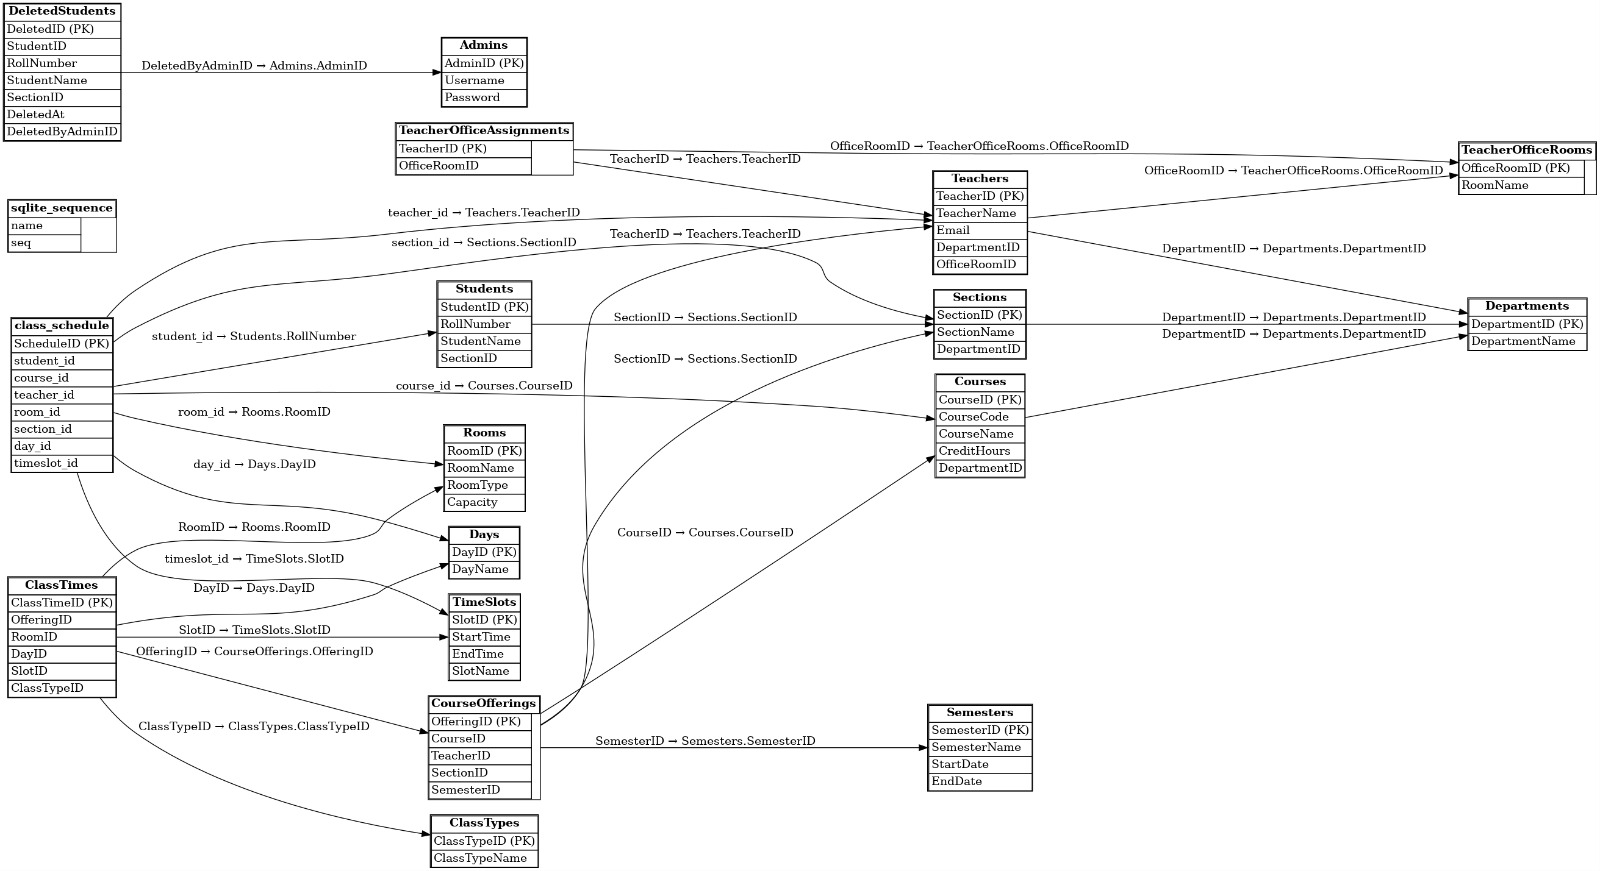 DeletedStudents
DeletedID (PK)
StudentID
RollNumber
StudentName
SectionID
DeletedAt
DeletedByAdminID
DeletedByAdminID → Admins.AdminID
Admins
AdminID (PK)
Username
Password
TeacherOfficeAssignments
TeacherID (PK)
OfficeRoomID
OfficeRoomID → TeacherOfficeRooms.OfficeRoomID
TeacherID → Teachers.TeacherID
TeacherOfficeRooms
OfficeRoomID (PK)
RoomName
Teachers
TeacherID (PK)
TeacherName
Email
DepartmentID
OfficeRoomID
OfficeRoomID → TeacherOfficeRooms.OfficeRoomID
DepartmentID → Departments.DepartmentID
sqlite_sequence
name
seq
teacher_id → Teachers.TeacherID
section_id → Sections.SectionID
TeacherID → Teachers.TeacherID
class_schedule
ScheduleID (PK)
student_id
course_id
teacher_id
room_id
section_id
day_id
timeslot_id
student_id → Students.RollNumber
course_id → Courses.CourseID
room_id → Rooms.RoomID
day_id → Days.DayID
timeslot_id → TimeSlots.SlotID
Students
StudentID (PK)
RollNumber
StudentName
SectionID
SectionID → Sections.SectionID
SectionID → Sections.SectionID
Sections
SectionID (PK)
SectionName
DepartmentID
DepartmentID → Departments.DepartmentID
DepartmentID → Departments.DepartmentID
Departments
DepartmentID (PK)
DepartmentName
Courses
CourseID (PK)
CourseCode
CourseName
CreditHours
DepartmentID
Rooms
RoomID (PK)
RoomName
RoomType
Capacity
RoomID → Rooms.RoomID
Days
DayID (PK)
DayName
DayID → Days.DayID
CourseID → Courses.CourseID
ClassTimes
ClassTimeID (PK)
OfferingID
RoomID
DayID
SlotID
ClassTypeID
SlotID → TimeSlots.SlotID
OfferingID → CourseOfferings.OfferingID
ClassTypeID → ClassTypes.ClassTypeID
TimeSlots
SlotID (PK)
StartTime
EndTime
SlotName
CourseOfferings
OfferingID (PK)
CourseID
TeacherID
SectionID
SemesterID
SemesterID → Semesters.SemesterID
Semesters
SemesterID (PK)
SemesterName
StartDate
EndDate
ClassTypes
ClassTypeID (PK)
ClassTypeName